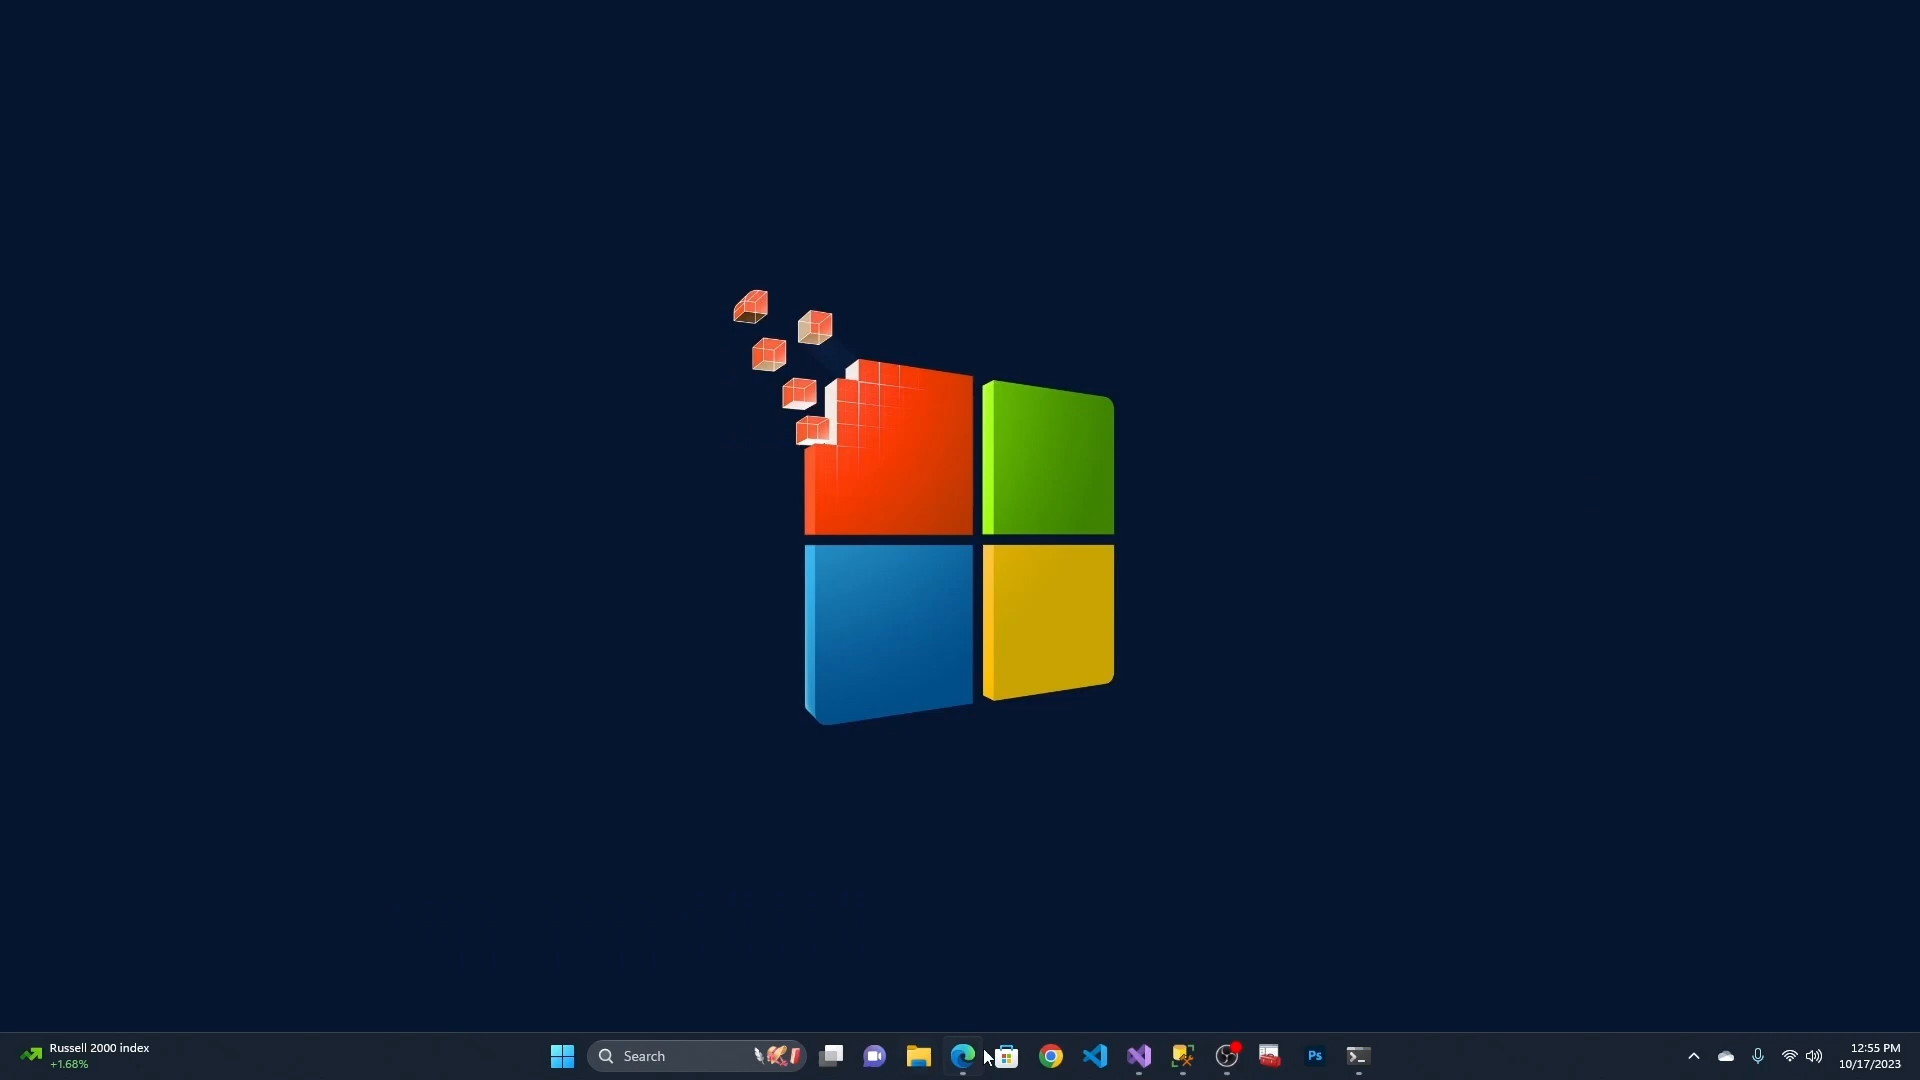 Russell 2000 index
+1.68%
Search
Ps
12:55 PM
10/17/2023